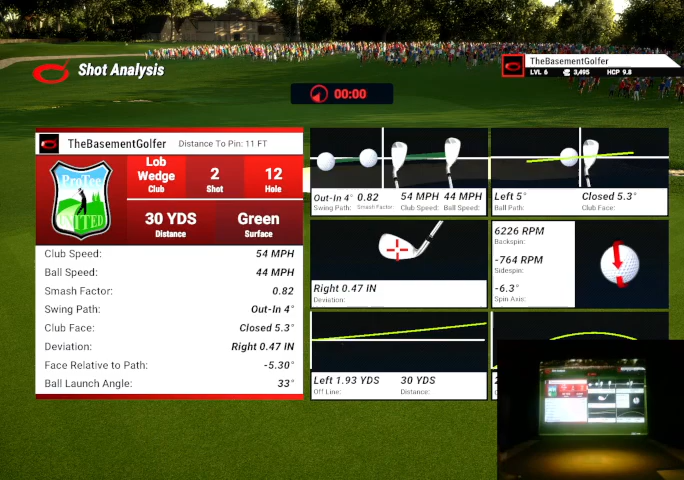 Shot Analysis
TheBasementGolfer
LVL 6 3,495 HCP 9.8
00:00
TheBasementGolfer Distance To Pin: 11 FT
ProTee
UNITED
Lob Wedge
Club
2
Shot
12
Hole
30 YDS
Distance
Green
Surface
Club Speed: 54 MPH
Ball Speed: 44 MPH
Smash Factor: 0.82
Swing Path: Out-In 4°
Club Face: Closed 5.3°
Deviation: Right 0.47 IN
Face Relative to Path: -5.30°
Ball Launch Angle: 33°
Out-In 4° 0.82 54 MPH 44 MPH
Swing Path: Smash Factor: Club Speed: Ball Speed:
Left 5° Closed 5.3°
Ball Path: Club Face:
Right 0.47 IN
Deviation:
6226 RPM
Backspin:
-764 RPM
Sidespin:
-6.3°
Spin Axis:
Left 1.93 YDS 30 YDS
Off Line: Distance: